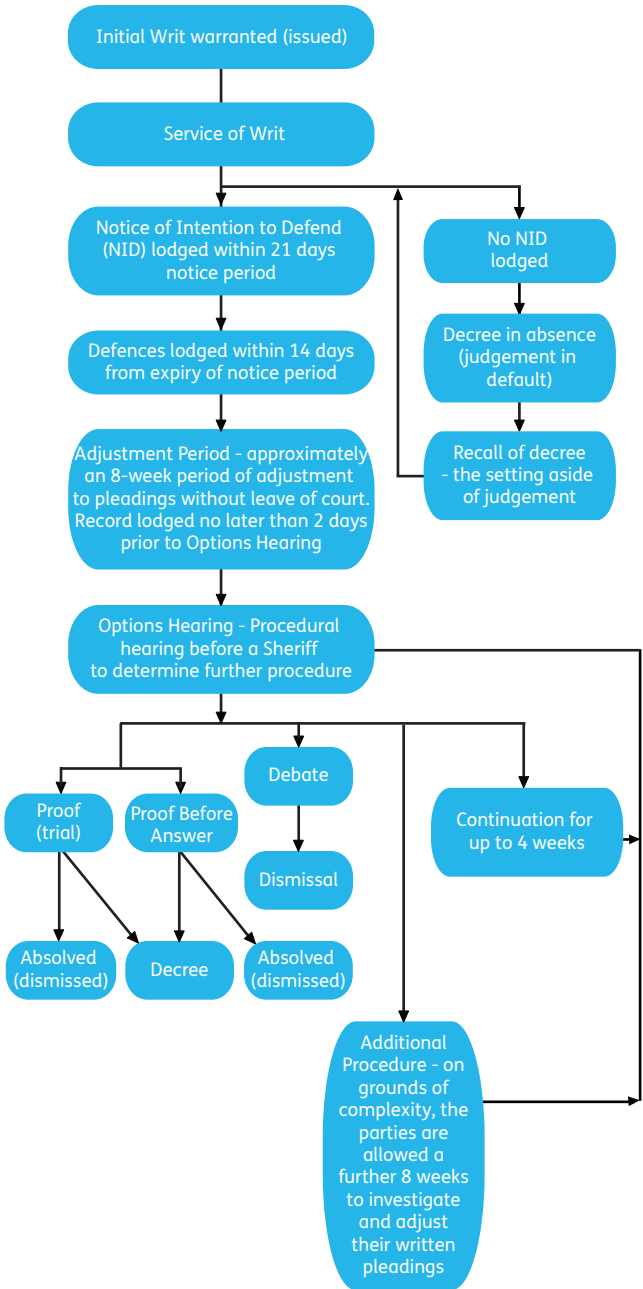 Initial Writ warranted (issued)
Service of Writ
Notice of Intention to Defend
(NID) lodged within 21 days
notice period
No NID
lodged
Defences lodged within 14 days
from expiry of notice period
Decree in absence
(judgement in
default)
Adjustment Period - approximately
an 8-week period of adjustment
to pleadings without leave of court.
Record lodged no later than 2 days
prior to Options Hearing
Recall of decree
- the setting aside
of judgement
Options Hearing - Procedural
hearing before a Sheriff
to determine further procedure
Proof
(trial)
Proof Before
Answer
Debate
Continuation for
up to 4 weeks
Dismissal
Absolved
(dismissed)
Decree
Absolved
(dismissed)
Additional
Procedure - on
grounds of
complexity, the
parties are
allowed a
further 8 weeks
to investigate
and adjust
their written
pleadings